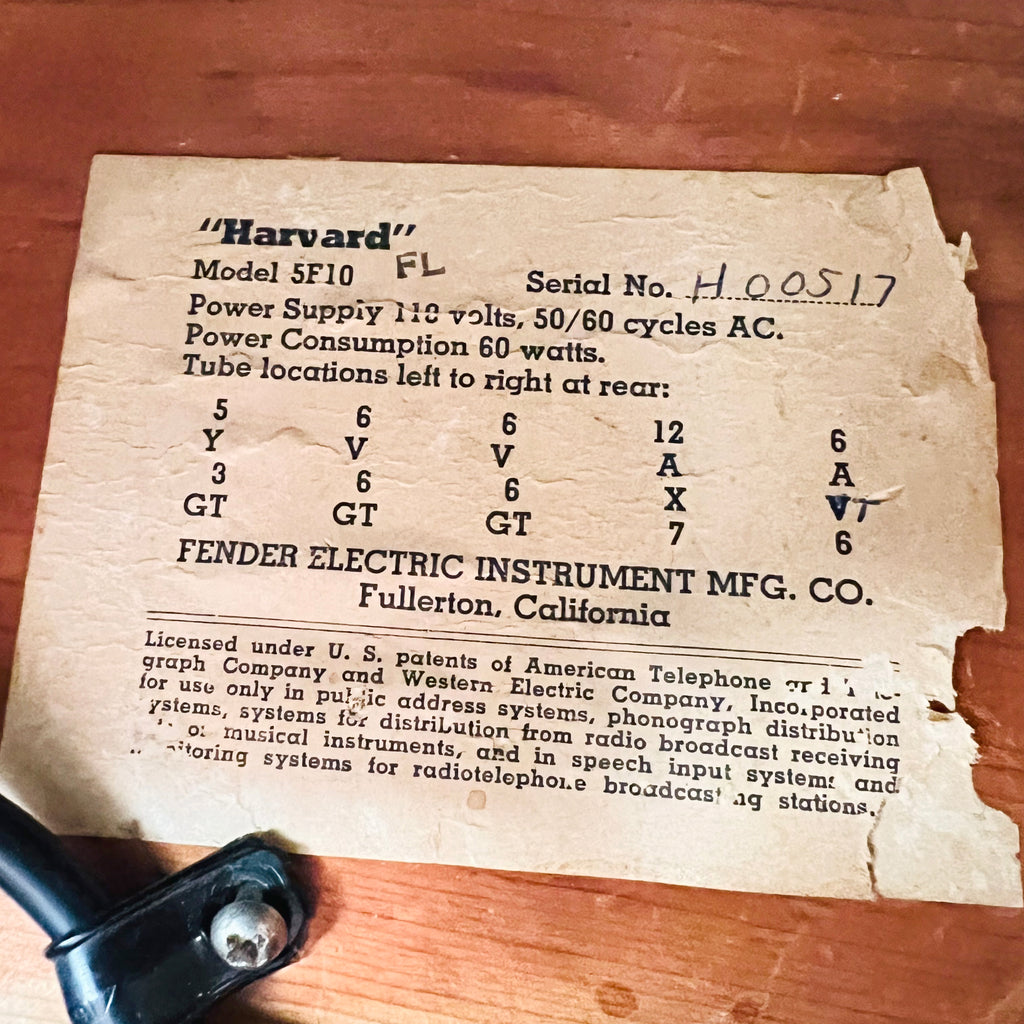 "Harvard"
Model 5F10 FL Serial No. H 00517
Power Supply 110 volts, 50/60 cycles AC.
Power Consumption 60 watts.
Tube locations left to right at rear:
5 6 6 12 6
Y V V A A
3 6 6 X T
GT GT GT 7 6
FENDER ELECTRIC INSTRUMENT MFG. CO.
Fullerton, California
Licensed under U. S. patents of American Telephone
graph Company and Western Electric Company, Incorporated
for use only in public address systems, phonograph distribution
systems, systems for distribution from radio broadcast receiving
of musical instruments, and in speech input systems and
monitoring systems for radiotelephone broadcasting stations.